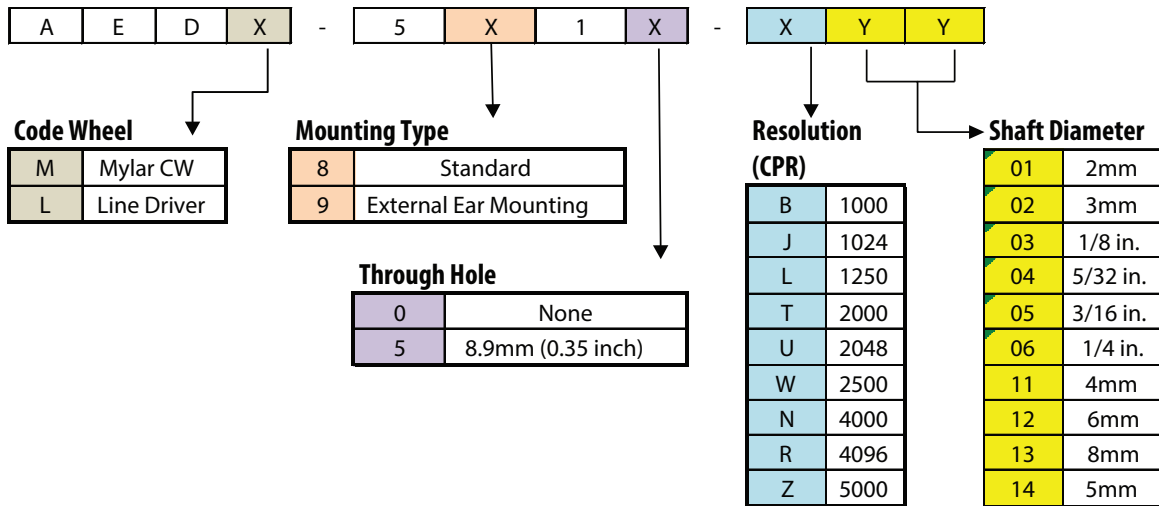 A E D X - 5 X 1 X - X Y Y
Code Wheel
M Mylar CW
L Line Driver
Mounting Type
8 Standard
9 External Ear Mounting
Through Hole
0 None
5 8.9mm (0.35 inch)
Resolution
(CPR)
B 1000
J 1024
L 1250
T 2000
U 2048
W 2500
N 4000
R 4096
Z 5000
Shaft Diameter
01 2mm
02 3mm
03 1/8 in.
04 5/32 in.
05 3/16 in.
06 1/4 in.
11 4mm
12 6mm
13 8mm
14 5mm